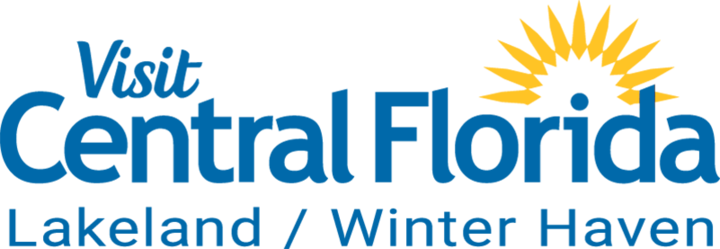 Visit
Central Florida
Lakeland / Winter Haven